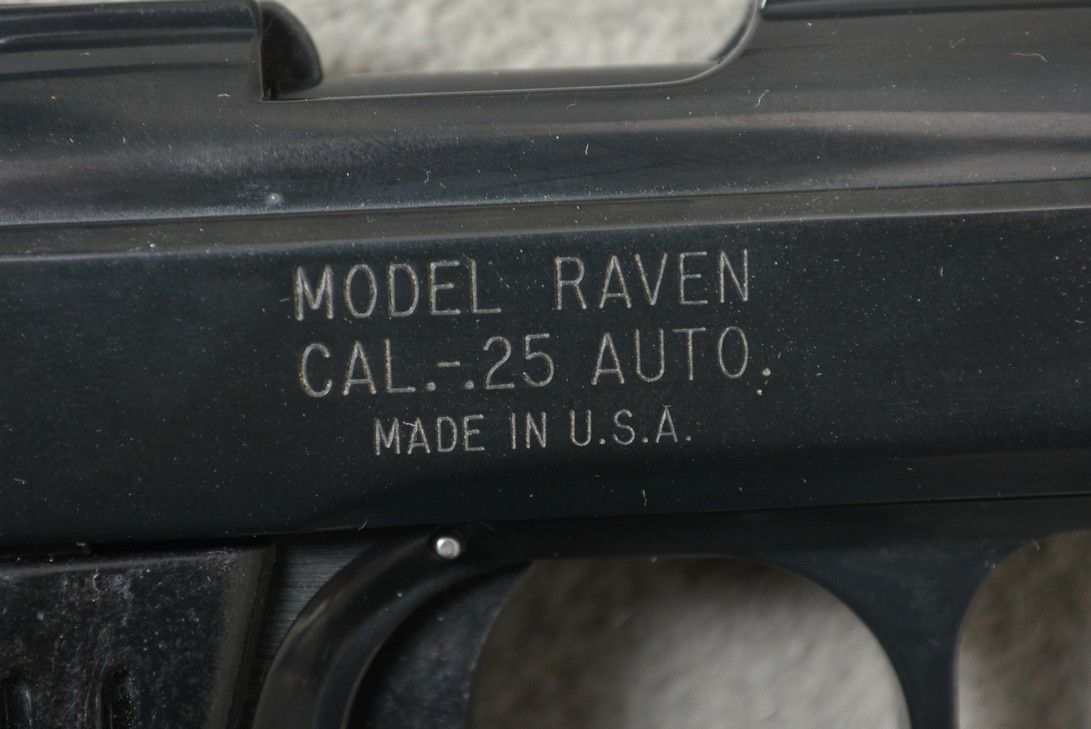 MODEL RAVEN
CAL.-.25 AUTO.
MADE IN U.S.A.